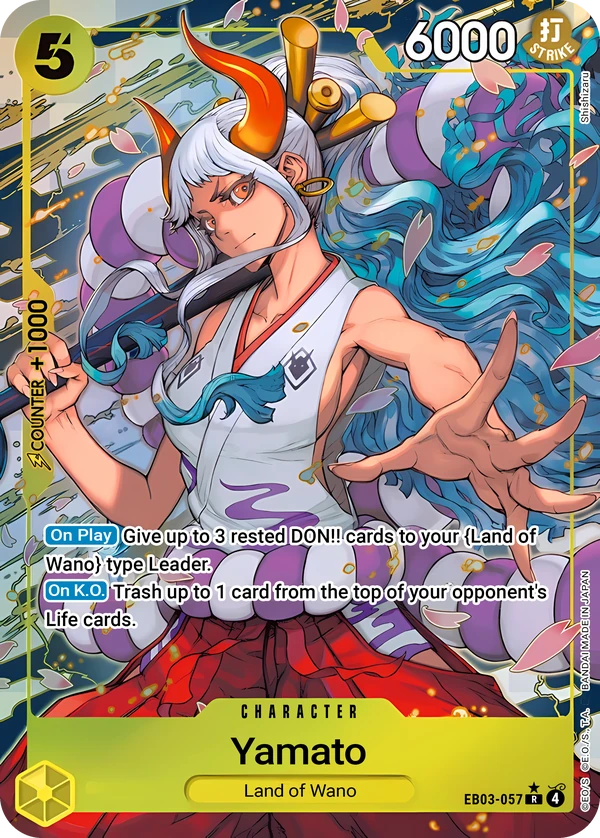 5
6000
打
STRIKE
Shishizaru
COUNTER +1000
On Play Give up to 3 rested DON!! cards to your {Land of
Wano} type Leader.
On K.O. Trash up to 1 card from the top of your opponent's
Life cards.
CHARACTER
Yamato
Land of Wano
EB03-057 R 4
©E.O/S ©E.O./S, T.A. BANDAI MADE IN JAPAN